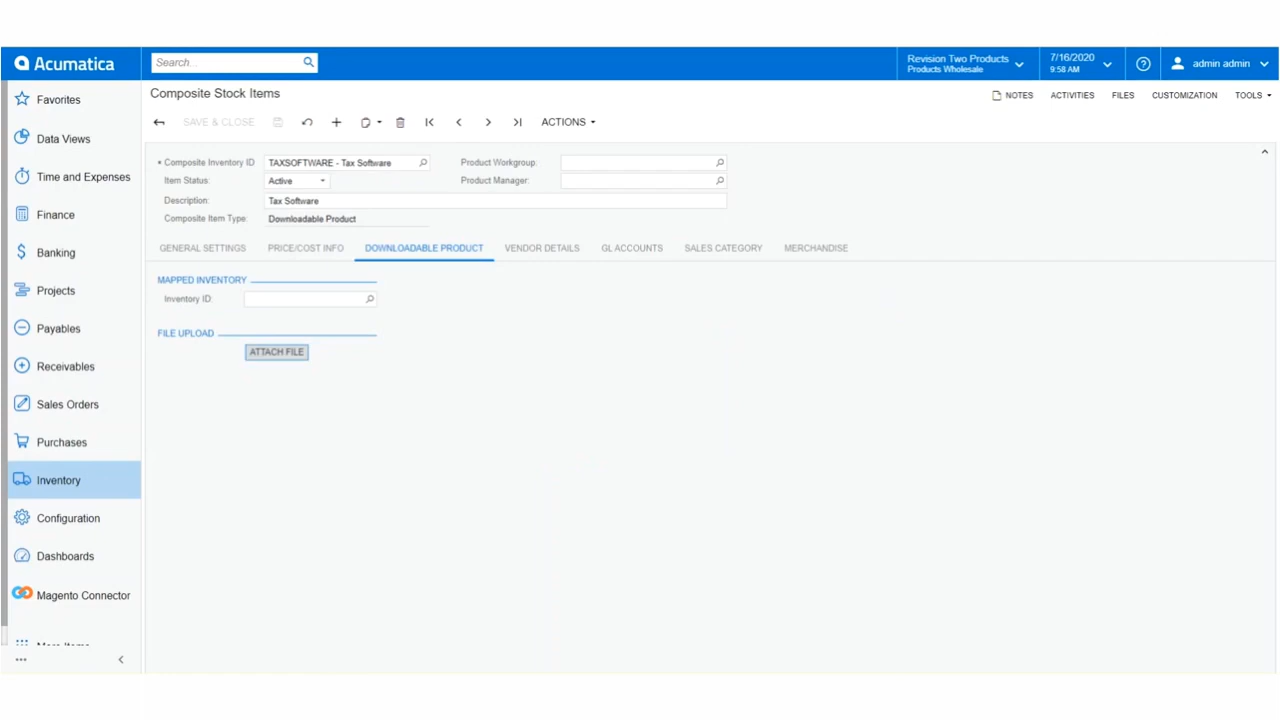 Acumatica
Search...
Revision Two Products
Products Wholesale
7/16/2020
9:58 AM
admin admin
Favorites
Data Views
Time and Expenses
Finance
Banking
Projects
Payables
Receivables
Sales Orders
Purchases
Inventory
Configuration
Dashboards
Magento Connector
Composite Stock Items
NOTES ACTIVITIES FILES CUSTOMIZATION TOOLS
SAVE & CLOSE ACTIONS
* Composite Inventory ID TAXSOFTWARE - Tax Software Product Workgroup:
Item Status: Active Product Manager:
Description: Tax Software
Composite Item Type: Downloadable Product
GENERAL SETTINGS PRICE/COST INFO DOWNLOADABLE PRODUCT VENDOR DETAILS GL ACCOUNTS SALES CATEGORY MERCHANDISE
MAPPED INVENTORY
Inventory ID:
FILE UPLOAD
ATTACH FILE